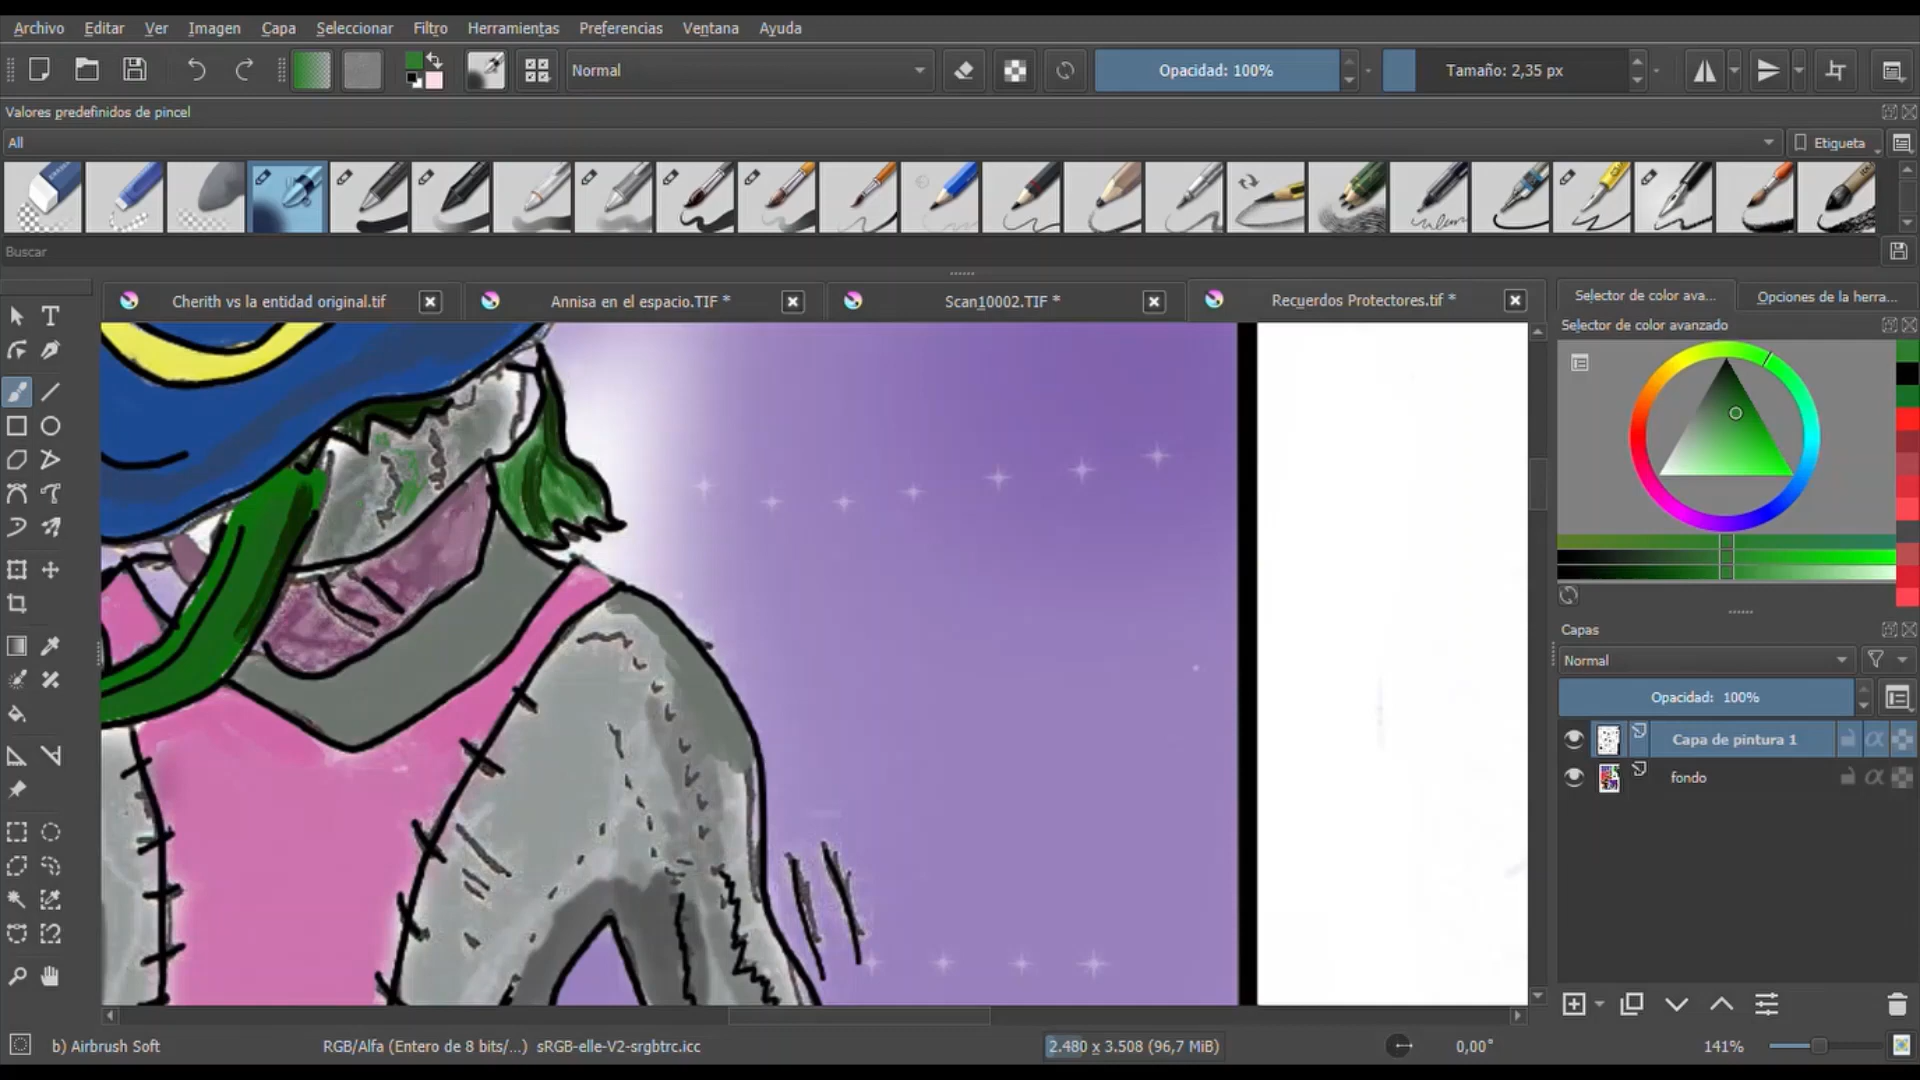 Archivo Editar Ver Imagen Capa Seleccionar Filtro Herramientas Preferencias Ventana Ayuda
Normal Opacidad: 100% Tamaño: 2,35 px
Valores predefinidos de pincel
All Etiqueta
Buscar
Cherith vs la entidad original.tif Annisa en el espacio.TIF * Scan10002.TIF * Recuerdos Protectores.tif *
Selector de color ava... Opciones de la herra...
Selector de color avanzado
Capas
Normal
Opacidad: 100%
Capa de pintura 1
fondo
b) Airbrush Soft RGB/Alfa (Entero de 8 bits/...) sRGB-elle-V2-srgbtrc.icc 2.480 x 3.508 (96,7 MiB) 0,00° 141%